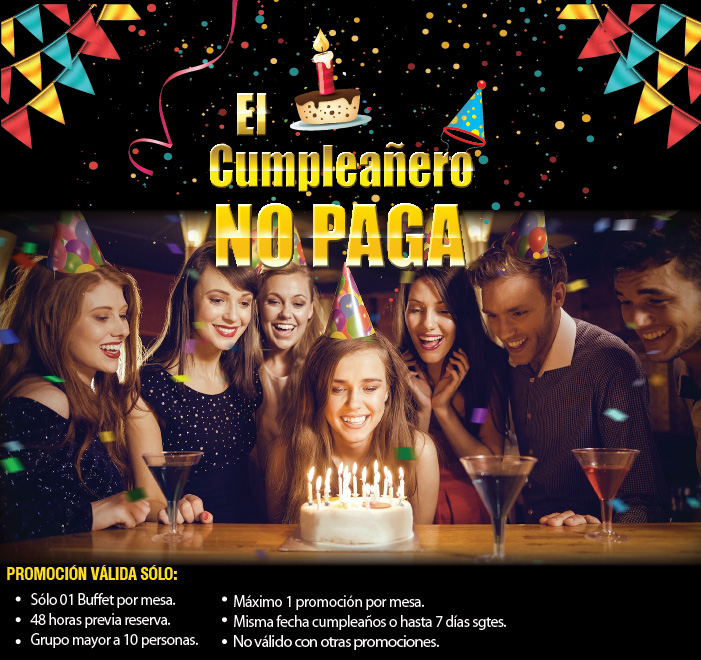 El
Cumpleañero
NO PAGA
PROMOCIÓN VÁLIDA SÓLO:
• Sólo 01 Buffet por mesa.
• 48 horas previa reserva.
• Grupo mayor a 10 personas.
• Máximo 1 promoción por mesa.
• Misma fecha cumpleaños o hasta 7 días sgtes.
• No válido con otras promociones.